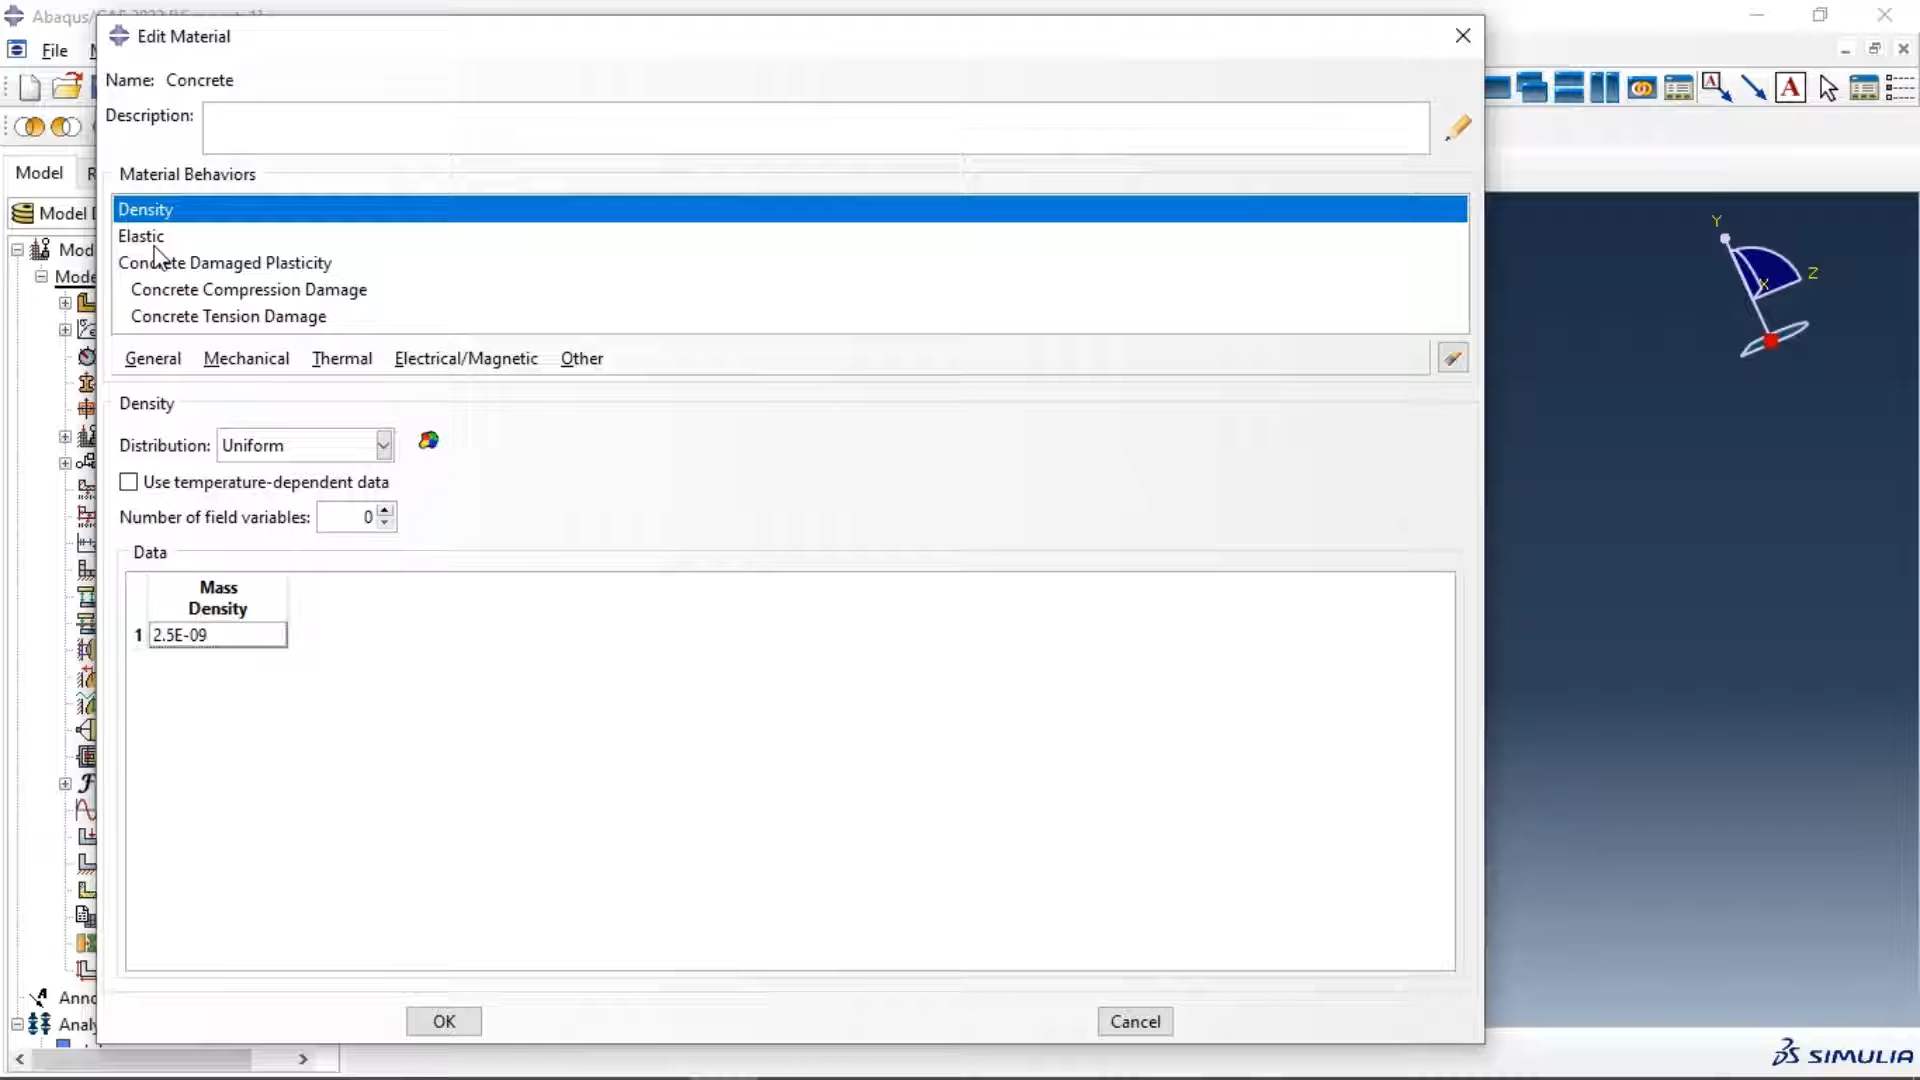 Abaqus/
Edit Material
File
Name: Concrete
Description:
Material Behaviors
Model
Density
Elastic
Concrete Damaged Plasticity
Concrete Compression Damage
Concrete Tension Damage
General Mechanical Thermal Electrical/Magnetic Other
Density
Distribution: Uniform
Use temperature-dependent data
Number of field variables: 0
Data
Mass
Density
1 2.5E-09
OK
Cancel
Y
Z
X
A
A
Model
Mod
Mode
Anno
Analy
SIMULIA